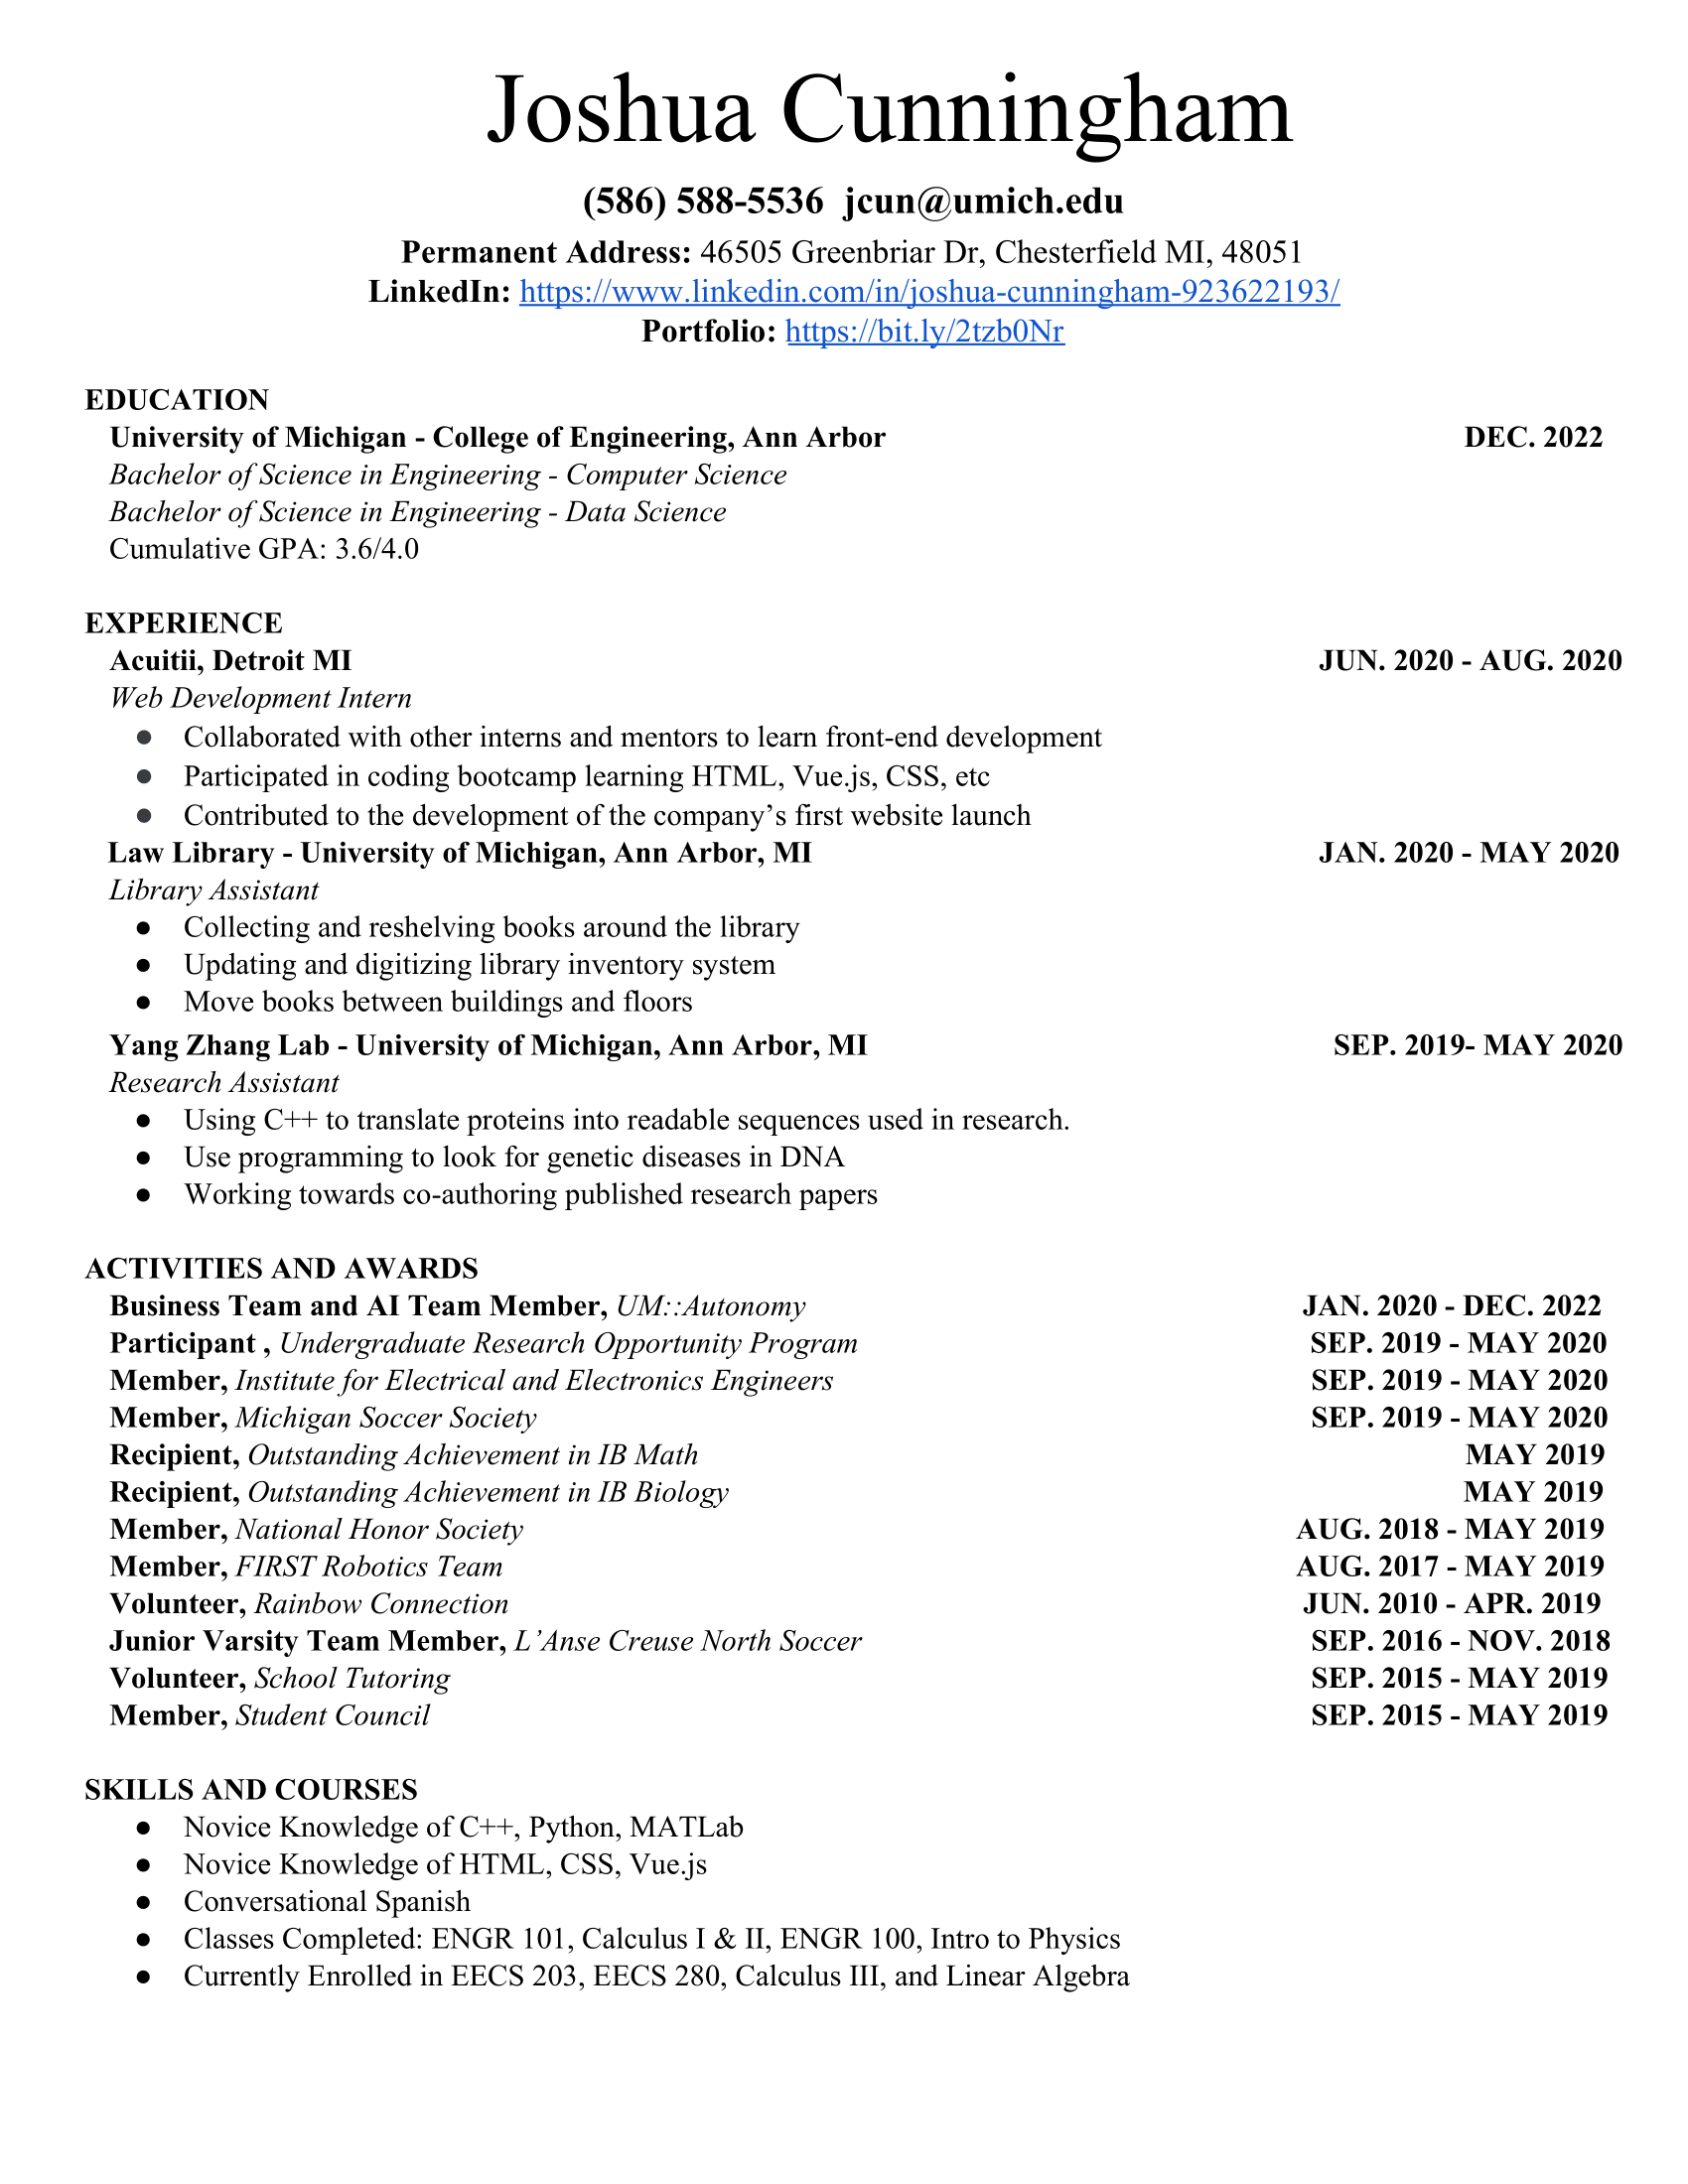 Joshua Cunningham
(586) 588-5536 jcun@umich.edu
Permanent Address: 46505 Greenbriar Dr, Chesterfield MI, 48051
LinkedIn: https://www.linkedin.com/in/joshua-cunningham-923622193/
Portfolio: https://bit.ly/2tzb0Nr
EDUCATION
University of Michigan - College of Engineering, Ann Arbor DEC. 2022
Bachelor of Science in Engineering - Computer Science
Bachelor of Science in Engineering - Data Science
Cumulative GPA: 3.6/4.0
EXPERIENCE
Acuitii, Detroit MI JUN. 2020 - AUG. 2020
Web Development Intern
● Collaborated with other interns and mentors to learn front-end development
● Participated in coding bootcamp learning HTML, Vue.js, CSS, etc
● Contributed to the development of the company’s first website launch
Law Library - University of Michigan, Ann Arbor, MI JAN. 2020 - MAY 2020
Library Assistant
● Collecting and reshelving books around the library
● Updating and digitizing library inventory system
● Move books between buildings and floors
Yang Zhang Lab - University of Michigan, Ann Arbor, MI SEP. 2019- MAY 2020
Research Assistant
● Using C++ to translate proteins into readable sequences used in research.
● Use programming to look for genetic diseases in DNA
● Working towards co-authoring published research papers
ACTIVITIES AND AWARDS
Business Team and AI Team Member, UM::Autonomy JAN. 2020 - DEC. 2022
Participant , Undergraduate Research Opportunity Program SEP. 2019 - MAY 2020
Member, Institute for Electrical and Electronics Engineers SEP. 2019 - MAY 2020
Member, Michigan Soccer Society SEP. 2019 - MAY 2020
Recipient, Outstanding Achievement in IB Math MAY 2019
Recipient, Outstanding Achievement in IB Biology MAY 2019
Member, National Honor Society AUG. 2018 - MAY 2019
Member, FIRST Robotics Team AUG. 2017 - MAY 2019
Volunteer, Rainbow Connection JUN. 2010 - APR. 2019
Junior Varsity Team Member, L’Anse Creuse North Soccer SEP. 2016 - NOV. 2018
Volunteer, School Tutoring SEP. 2015 - MAY 2019
Member, Student Council SEP. 2015 - MAY 2019
SKILLS AND COURSES
● Novice Knowledge of C++, Python, MATLab
● Novice Knowledge of HTML, CSS, Vue.js
● Conversational Spanish
● Classes Completed: ENGR 101, Calculus I & II, ENGR 100, Intro to Physics
● Currently Enrolled in EECS 203, EECS 280, Calculus III, and Linear Algebra